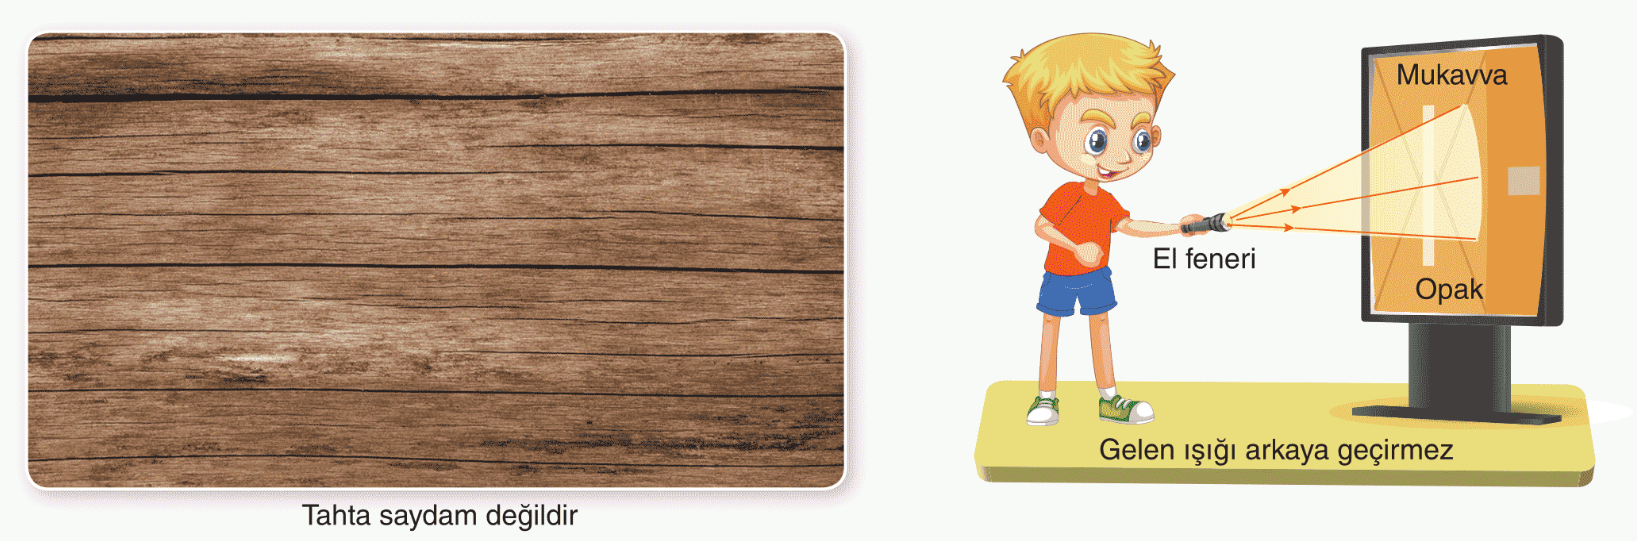 Tahta saydam değildir
Mukavva
El feneri
Opak
Gelen ışığı arkaya geçirmez